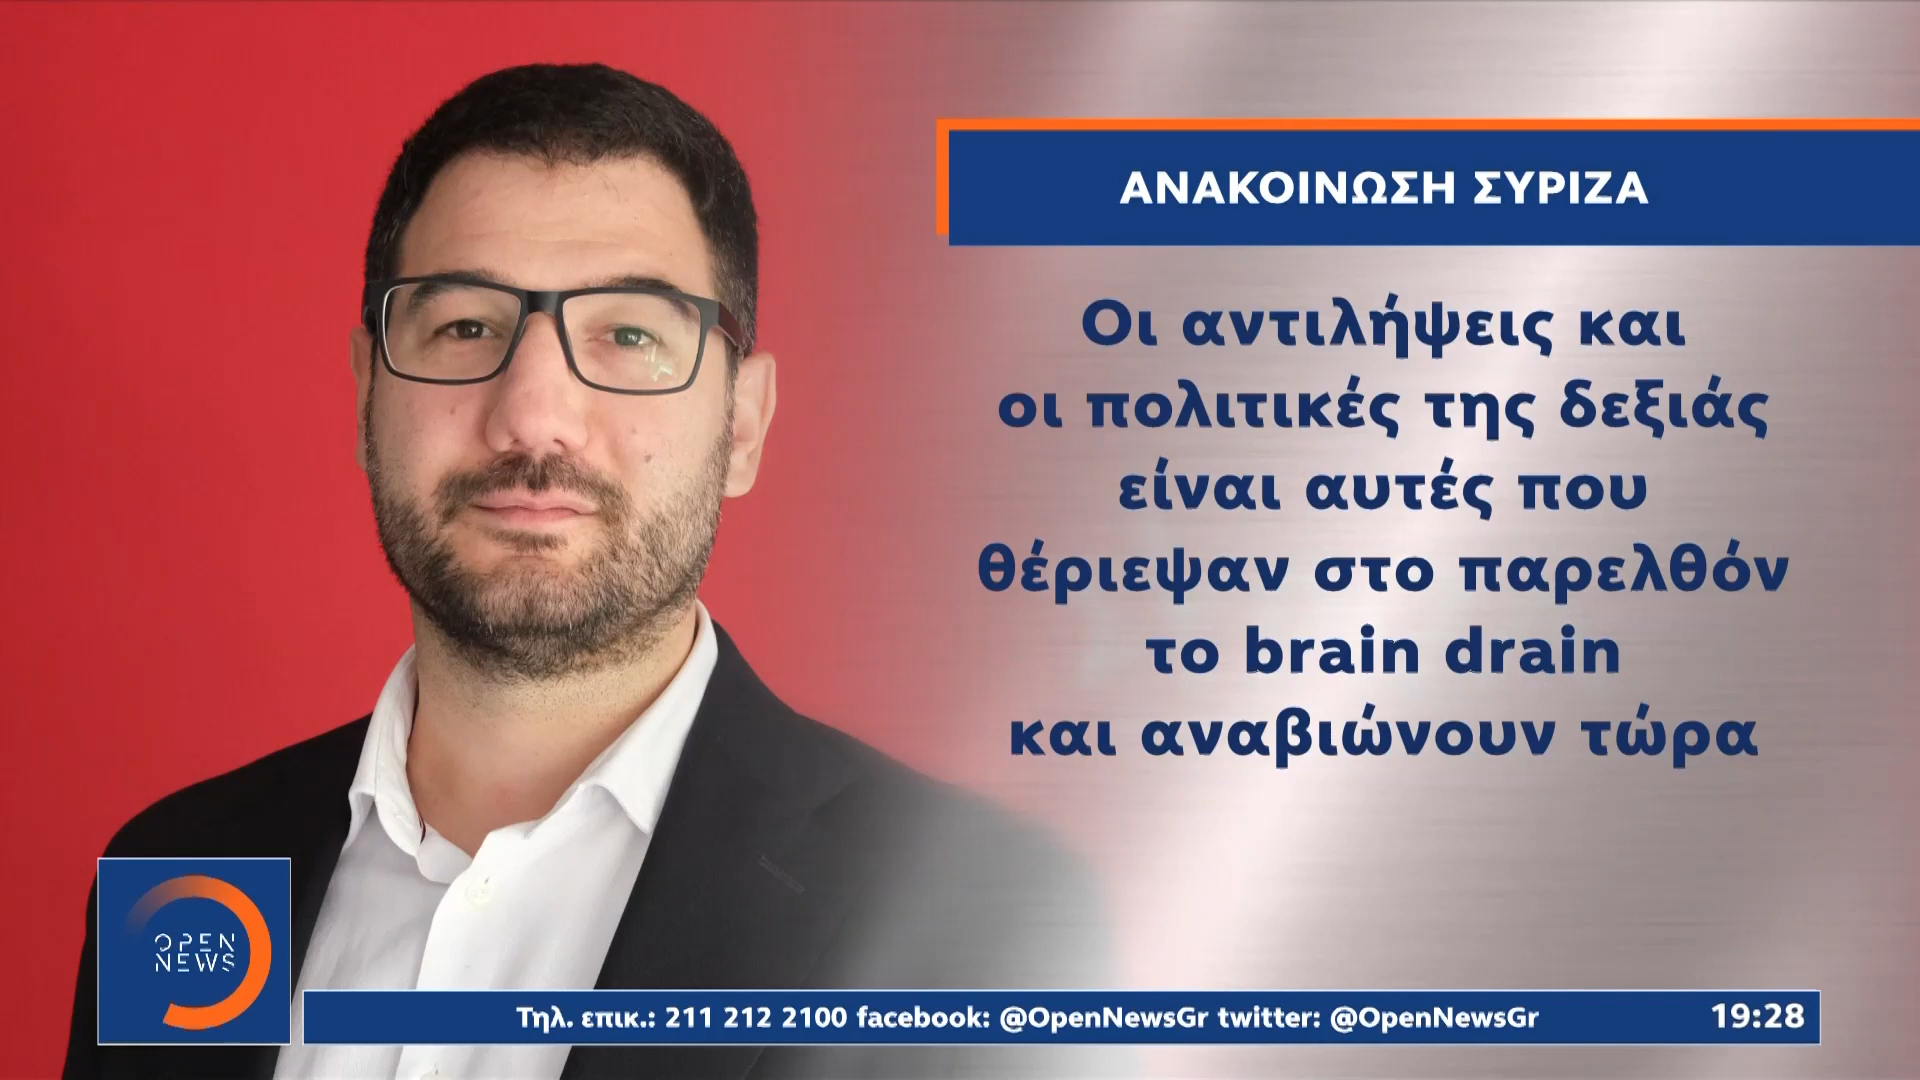 ΑΝΑΚΟΙΝΩΣΗ ΣΥΡΙΖΑ
Οι αντιλήψεις και
οι πολιτικές της δεξιάς
είναι αυτές που
θέριεψαν στο παρελθόν
το brain drain
και αναβιώνουν τώρα
OPEN
NEWS
Τηλ. επικ.: 211 212 2100 facebook: @OpenNewsGr twitter: @OpenNewsGr 19:28